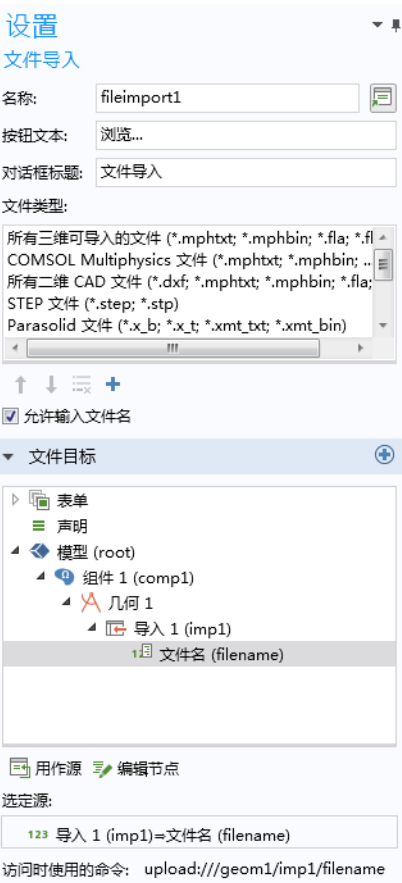 设置
文件导入
名称: fileimport1
按钮文本: 浏览...
对话框标题: 文件导入
文件类型:
所有三维可导入的文件 (*.mphtxt; *.mphbin; *.fla; *.fl
COMSOL Multiphysics 文件 (*.mphtxt; *.mphbin; ..
所有二维 CAD 文件 (*.dxf; *.mphtxt; *.mphbin; *.fla;
STEP 文件 (*.step; *.stp)
Parasolid 文件 (*.x_b; *.x_t; *.xmt_txt; *.xmt_bin)
允许输入文件名
文件目标
表单
声明
模型 (root)
组件 1 (comp1)
几何 1
导入 1 (imp1)
文件名 (filename)
用作源 编辑节点
选定源:
123 导入 1 (imp1)=文件名 (filename)
访问时使用的命令: upload:///geom1/imp1/filename